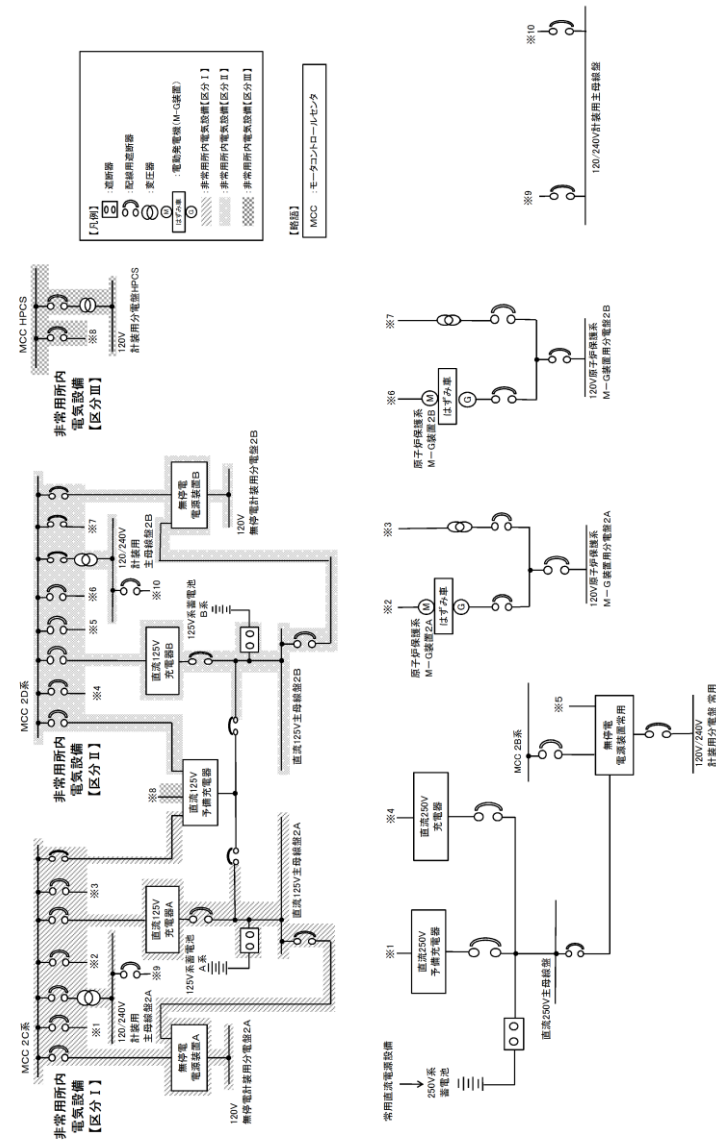 非常用所内
電気設備
【区分Ⅰ】
MCC 2C系
※1
※2
※3
120/240V
計装用
主母線盤2A
※9
無停電
電源装置A
120V
無停電計装用分電盤2A
直流125V
充電器A
125V系蓄電池
A系
直流125V主母線盤2A
非常用所内
電気設備
【区分Ⅱ】
MCC 2D系
※8
直流125V
予備充電器
※4
※5
※6
※7
直流125V
充電器B
120/240V
計装用
主母線盤2B
※10
125V系蓄電池
B系
直流125V主母線盤2B
無停電
電源装置B
120V
無停電計装用分電盤2B
非常用所内
電気設備
【区分Ⅲ】
MCC HPCS
※8
120V
計装用分電盤HPCS
【凡例】
:遮断器
:配線用遮断器
:変圧器
M
はずみ車
G
:電動発電機(M-G装置)
:非常用所内電気設備【区分Ⅰ】
:非常用所内電気設備【区分Ⅱ】
:非常用所内電気設備【区分Ⅲ】
【略語】
MCC :モータコントロールセンタ
常用直流電源設備
250V系
蓄電池
※1
直流250V
予備充電器
※4
直流250V
充電器
直流250V主母線盤
MCC 2B系
※5
無停電
電源装置常用
120V/240V
計装用分電盤 常用
※2
原子炉保護系
M-G装置2A
M
はずみ車
G
※3
120V原子炉保護系
M-G装置用分電盤2A
※6
原子炉保護系
M-G装置2B
M
はずみ車
G
※7
120V原子炉保護系
M-G装置用分電盤2B
※9
※10
120/240V計装用主母線盤